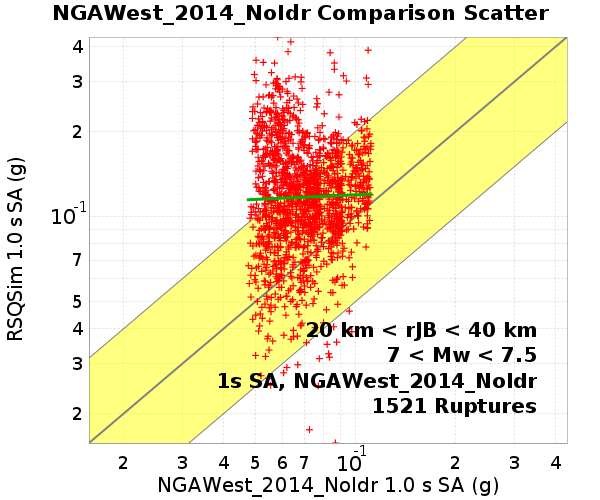 NGAWest_2014_NoIdr Comparison Scatter
RSQSim 1.0 s SA (g)
4
3
2
10-1
7
5
4
3
2
20 km < rJB < 40 km
7 < Mw < 7.5
1s SA, NGAWest_2014_NoIdr
1521 Ruptures
2 3 4 5 6 7 10-1 2 3 4
NGAWest_2014_NoIdr 1.0 s SA (g)